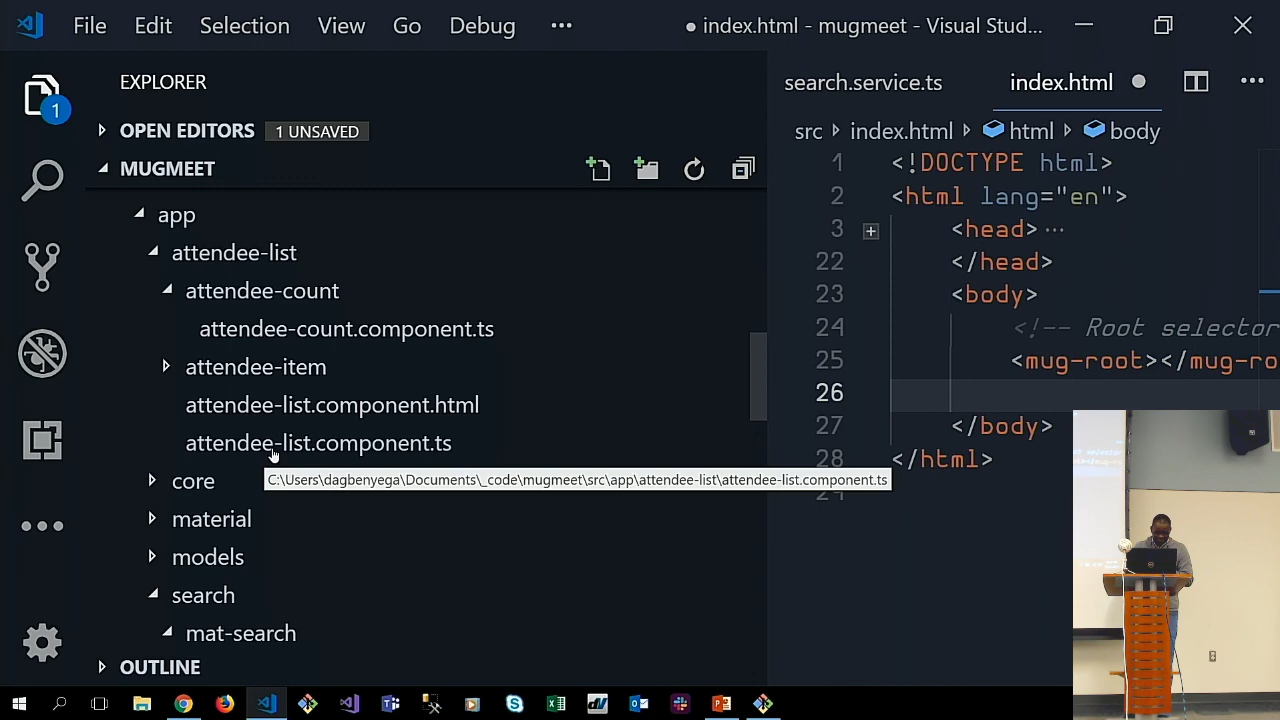 File Edit Selection View Go Debug ••• ● index.html - mugmeet - Visual Stud...
EXPLORER
1
OPEN EDITORS 1 UNSAVED
MUGMEET
app
attendee-list
attendee-count
attendee-count.component.ts
attendee-item
attendee-list.component.html
attendee-list.component.ts
C:\Users\dagbenyega\Documents\_code\mugmeet\src\app\attendee-list\attendee-list.component.ts
core
material
models
search
mat-search
OUTLINE
search.service.ts index.html
src index.html html body
1 <!DOCTYPE html>
2 <html lang="en">
3 <head>···
22 </head>
23 <body>
24 <!-- Root selector
25 <mug-root></mug-ro
26
27 </body>
28 </html>